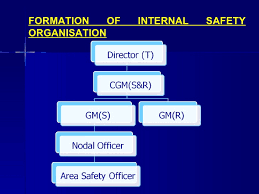 FORMATION OF INTERNAL SAFETY
ORGANISATION
Director (T)
CGM(S&R)
GM(S) GM(R)
Nodal Officer
Area Safety Officer